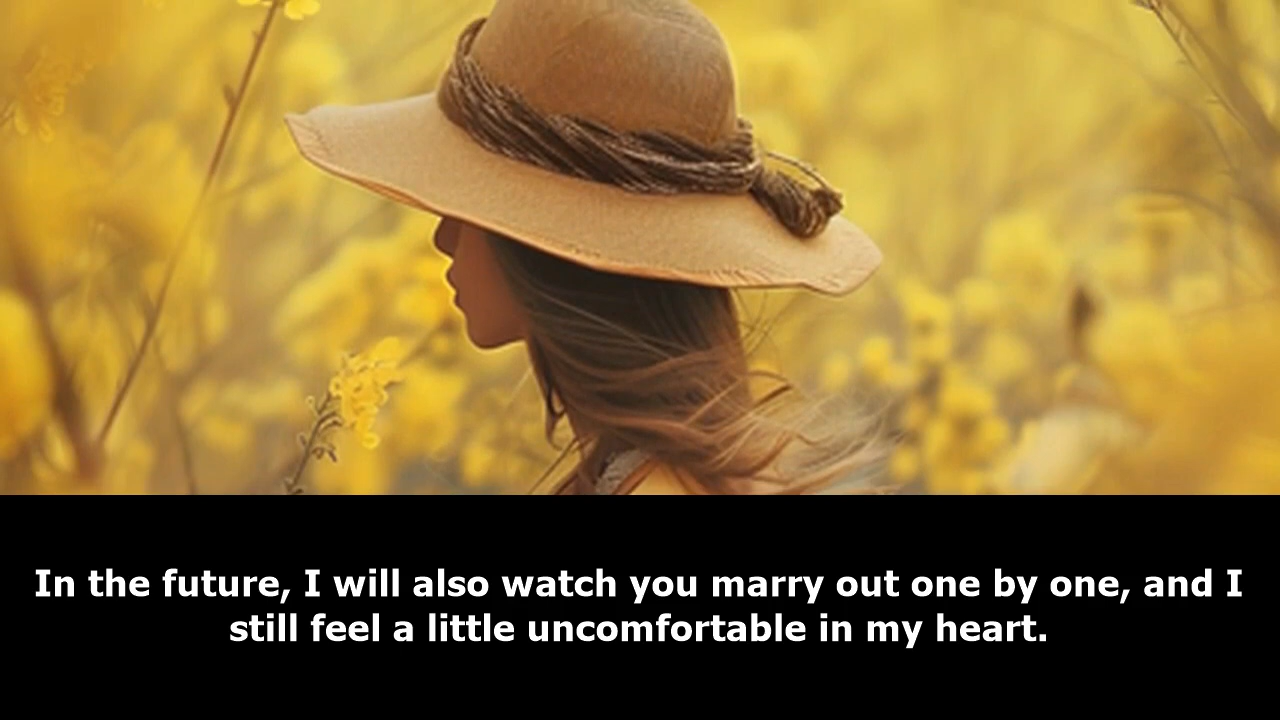 In the future, I will also watch you marry out one by one, and I
still feel a little uncomfortable in my heart.